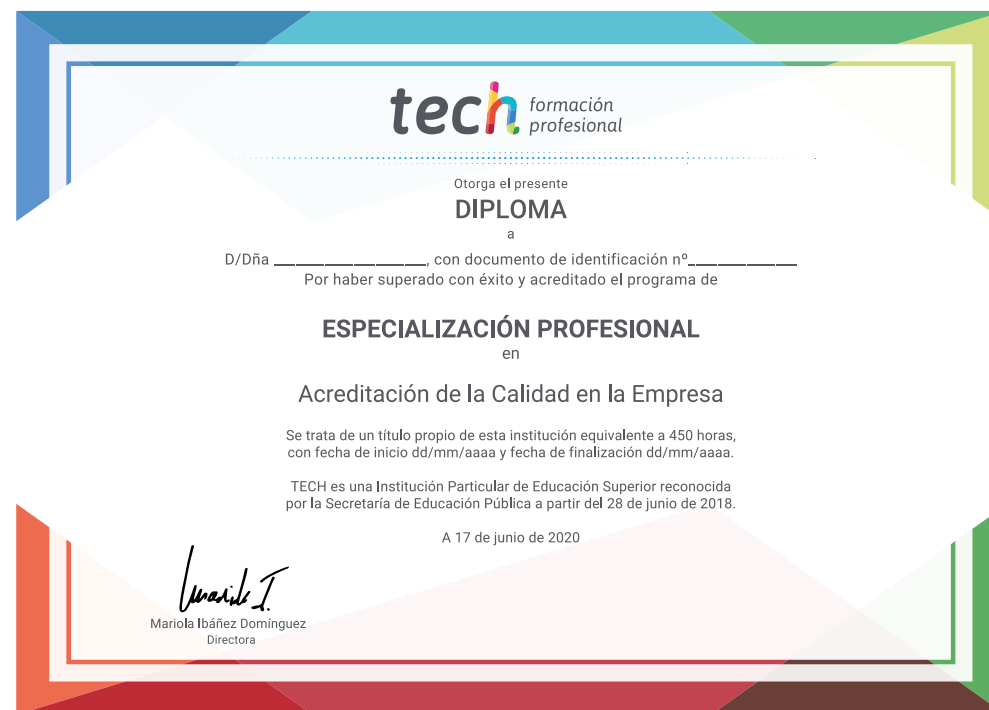 tech formación
profesional
Otorga el presente
DIPLOMA
a
D/Dña ______________, con documento de identificación nº__________
Por haber superado con éxito y acreditado el programa de
ESPECIALIZACIÓN PROFESIONAL
en
Acreditación de la Calidad en la Empresa
Se trata de un título propio de esta institución equivalente a 450 horas,
con fecha de inicio dd/mm/aaaa y fecha de finalización dd/mm/aaaa.
TECH es una Institución Particular de Educación Superior reconocida
por la Secretaría de Educación Pública a partir del 28 de junio de 2018.
A 17 de junio de 2020
Mariola Ibáñez Domínguez
Directora